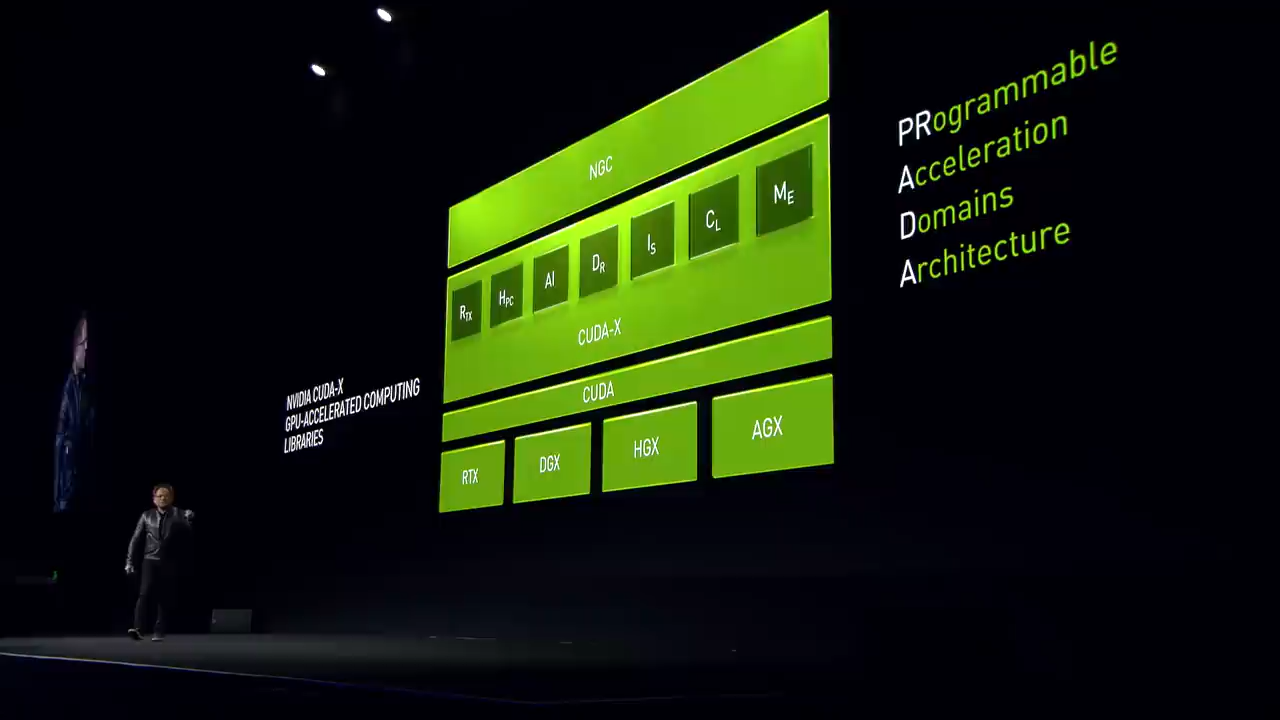 NVIDIA CUDA-X
GPU-ACCELERATED COMPUTING
LIBRARIES
NGC
RTX HPC AI DR IS CL ME
CUDA-X
CUDA
RTX DGX HGX AGX
PRogrammable
Acceleration
Domains
Architecture